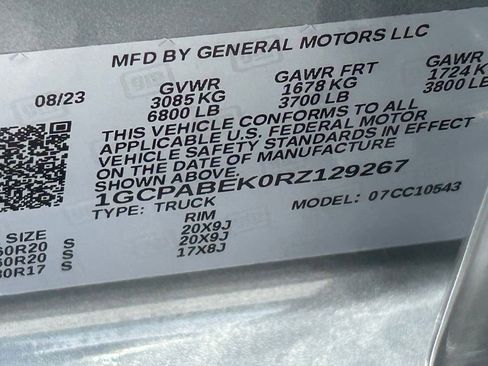 MFD BY GENERAL MOTORS LLC
08/23 GVWR GAWR FRT GAWR
3085 KG 1678 KG 1724 K
6800 LB 3700 LB 3800 LB
THIS VEHICLE CONFORMS TO ALL
APPLICABLE U.S. FEDERAL MOTOR
VEHICLE SAFETY STANDARDS IN EFFECT
ON THE DATE OF MANUFACTURE
SHOWN ABOVE.
1GCPABEK0RZ129267
TYPE: TRUCK MODEL: 07CC10543
SIZE RIM
60R20 S 20X9J
60R20 S 20X9J
80R17 S 17X8J